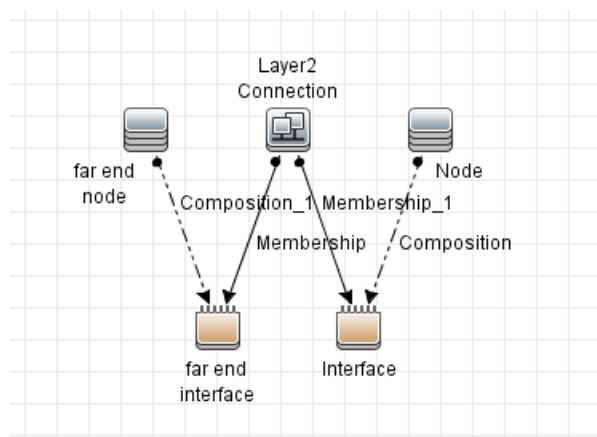 Layer2
Connection
far end
node
Node
Composition_1
Membership_1
Membership
Composition
far end
interface
Interface